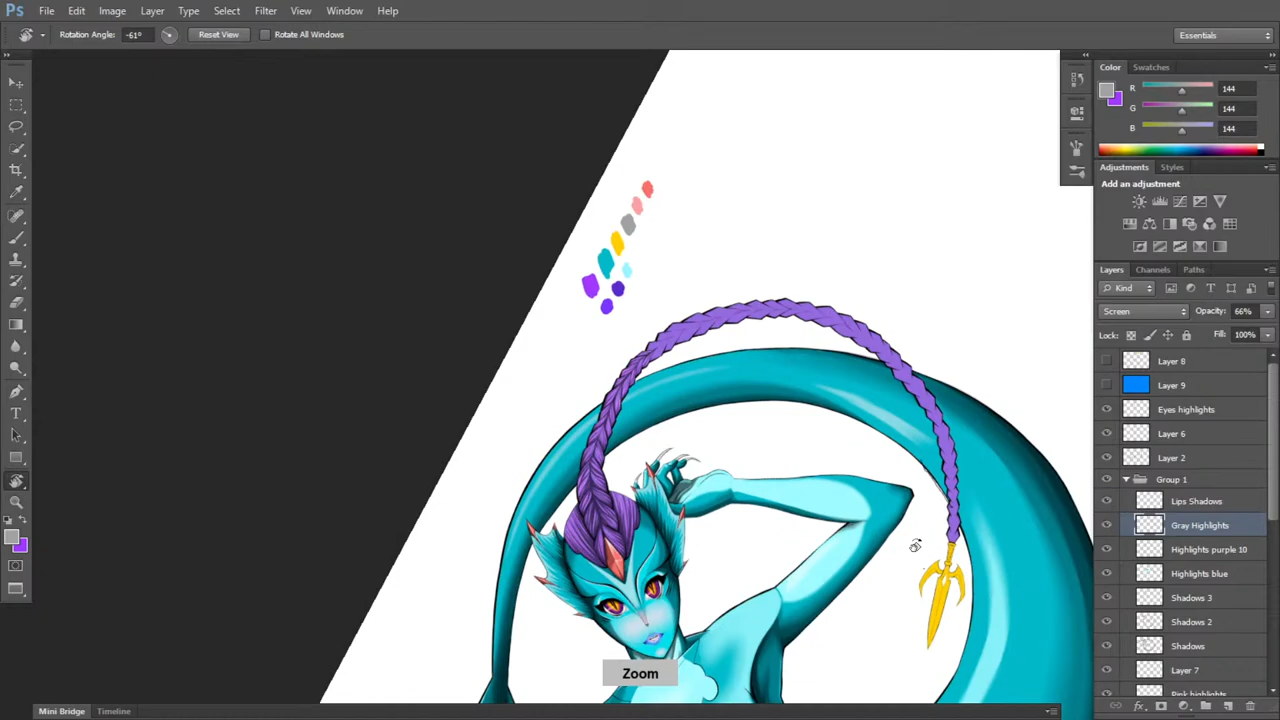 Ps File Edit Image Layer Type Select Filter View Window Help
Rotation Angle: -61° Reset View Rotate All Windows Essentials
Color Swatches
R 144
G 144
B 144
Adjustments Styles
Add an adjustment
Layers Channels Paths
Kind
Screen Opacity: 66%
Lock: Fill: 100%
Layer 8
Layer 9
Eyes highlights
Layer 6
Layer 2
Group 1
Lips Shadows
Gray Highlights
Highlights purple 10
Highlights blue
Shadows 3
Shadows 2
Shadows
Layer 7
Pink highlights
Zoom
Mini Bridge Timeline